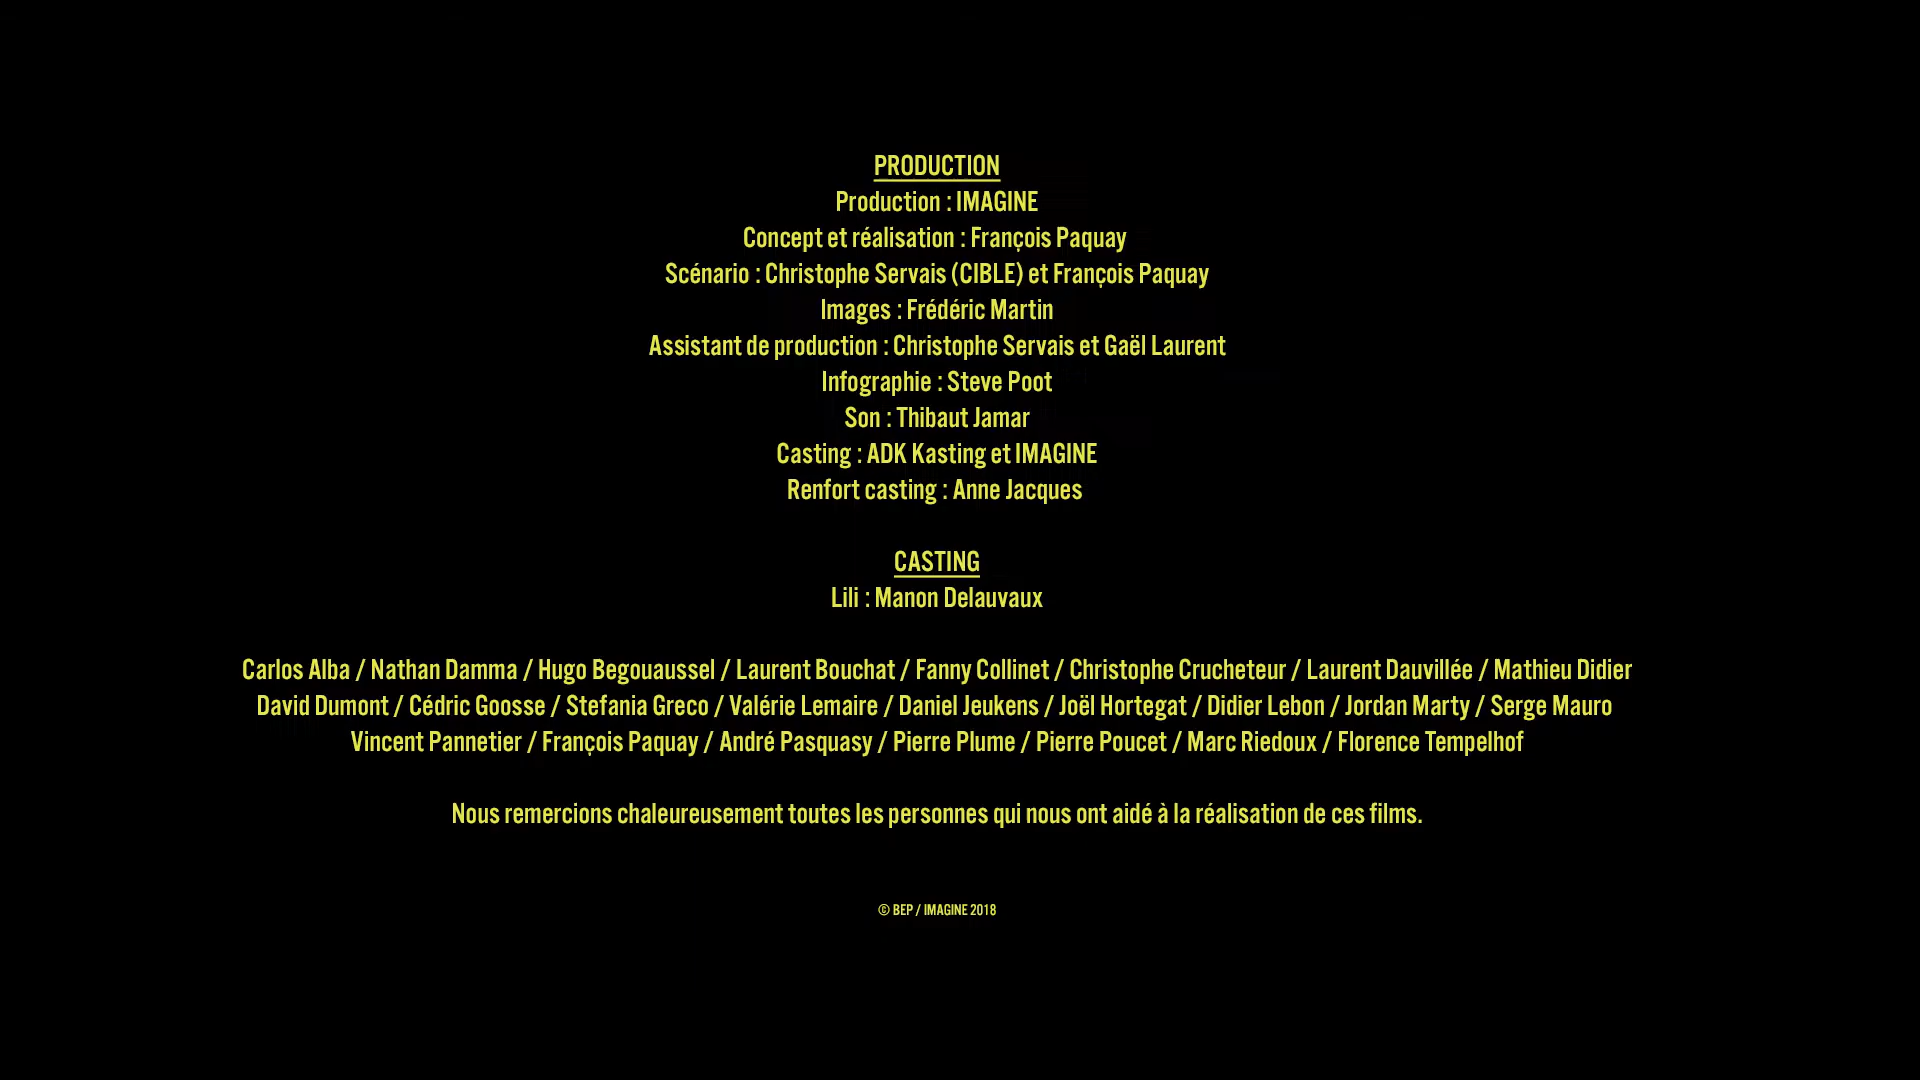 PRODUCTION
Production : IMAGINE
Concept et réalisation : François Paquay
Scénario : Christophe Servais (CIBLE) et François Paquay
Images : Frédéric Martin
Assistant de production : Christophe Servais et Gaël Laurent
Infographie : Steve Poot
Son : Thibaut Jamar
Casting : ADK Kasting et IMAGINE
Renfort casting : Anne Jacques
CASTING
Lili : Manon Delauvaux
Carlos Alba / Nathan Damma / Hugo Begouaussel / Laurent Bouchat / Fanny Collinet / Christophe Crucheteur / Laurent Dauvillée / Mathieu Didier
David Dumont / Cédric Goosse / Stefania Greco / Valérie Lemaire / Daniel Jeukens / Joël Hortegat / Didier Lebon / Jordan Marty / Serge Mauro
Vincent Pannetier / François Paquay / André Pasquasy / Pierre Plume / Pierre Poucet / Marc Riedoux / Florence Tempelhof
Nous remercions chaleureusement toutes les personnes qui nous ont aidé à la réalisation de ces films.
© BEP / IMAGINE 2018